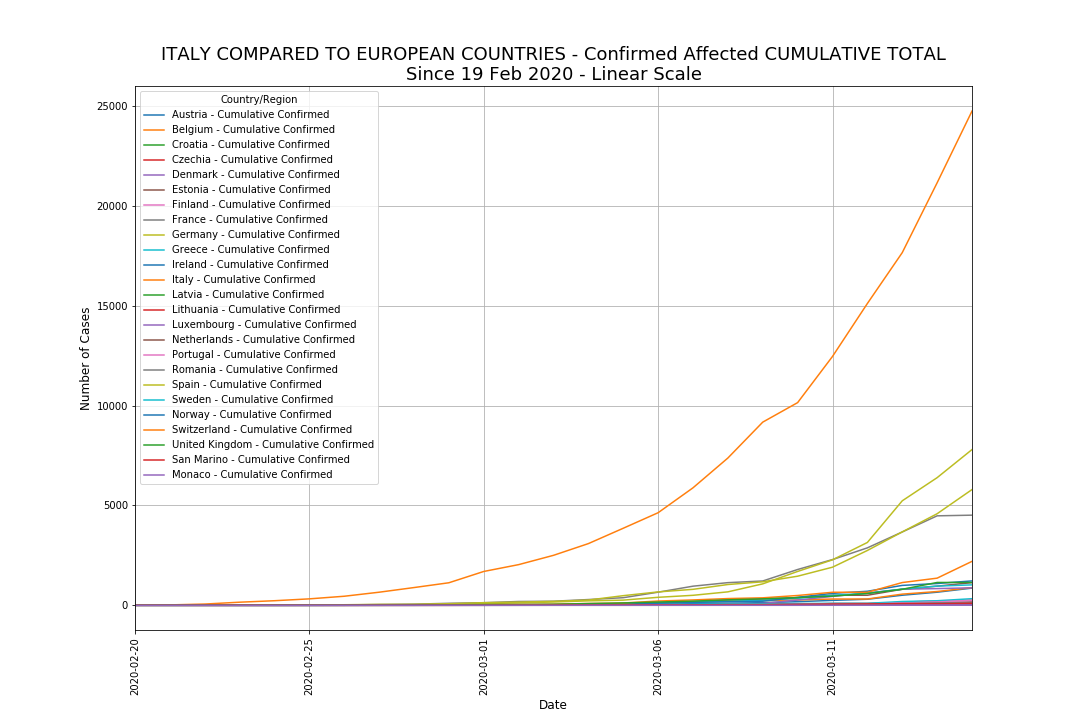 ITALY COMPARED TO EUROPEAN COUNTRIES - Confirmed Affected CUMULATIVE TOTAL
Since 19 Feb 2020 - Linear Scale
Country/Region
Austria - Cumulative Confirmed
Belgium - Cumulative Confirmed
Croatia - Cumulative Confirmed
Czechia - Cumulative Confirmed
Denmark - Cumulative Confirmed
Estonia - Cumulative Confirmed
Finland - Cumulative Confirmed
France - Cumulative Confirmed
Germany - Cumulative Confirmed
Greece - Cumulative Confirmed
Ireland - Cumulative Confirmed
Italy - Cumulative Confirmed
Latvia - Cumulative Confirmed
Lithuania - Cumulative Confirmed
Luxembourg - Cumulative Confirmed
Netherlands - Cumulative Confirmed
Portugal - Cumulative Confirmed
Romania - Cumulative Confirmed
Spain - Cumulative Confirmed
Sweden - Cumulative Confirmed
Norway - Cumulative Confirmed
Switzerland - Cumulative Confirmed
United Kingdom - Cumulative Confirmed
San Marino - Cumulative Confirmed
Monaco - Cumulative Confirmed
Number of Cases
25000
20000
15000
10000
5000
0
2020-02-20
2020-02-25
2020-03-01
2020-03-06
2020-03-11
Date